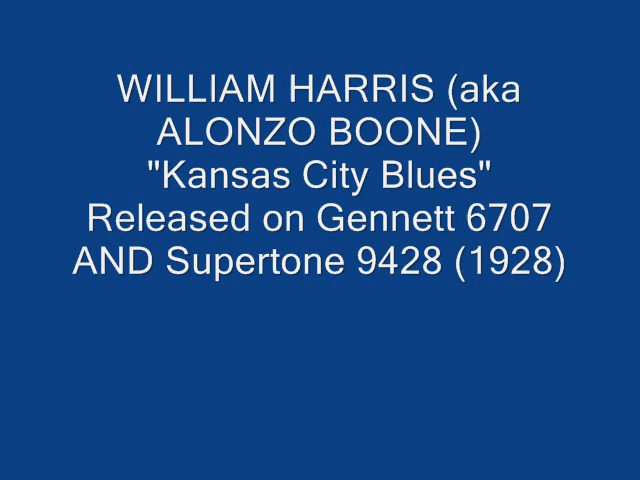 WILLIAM HARRIS (aka
ALONZO BOONE)
"Kansas City Blues"
Released on Gennett 6707
AND Supertone 9428 (1928)